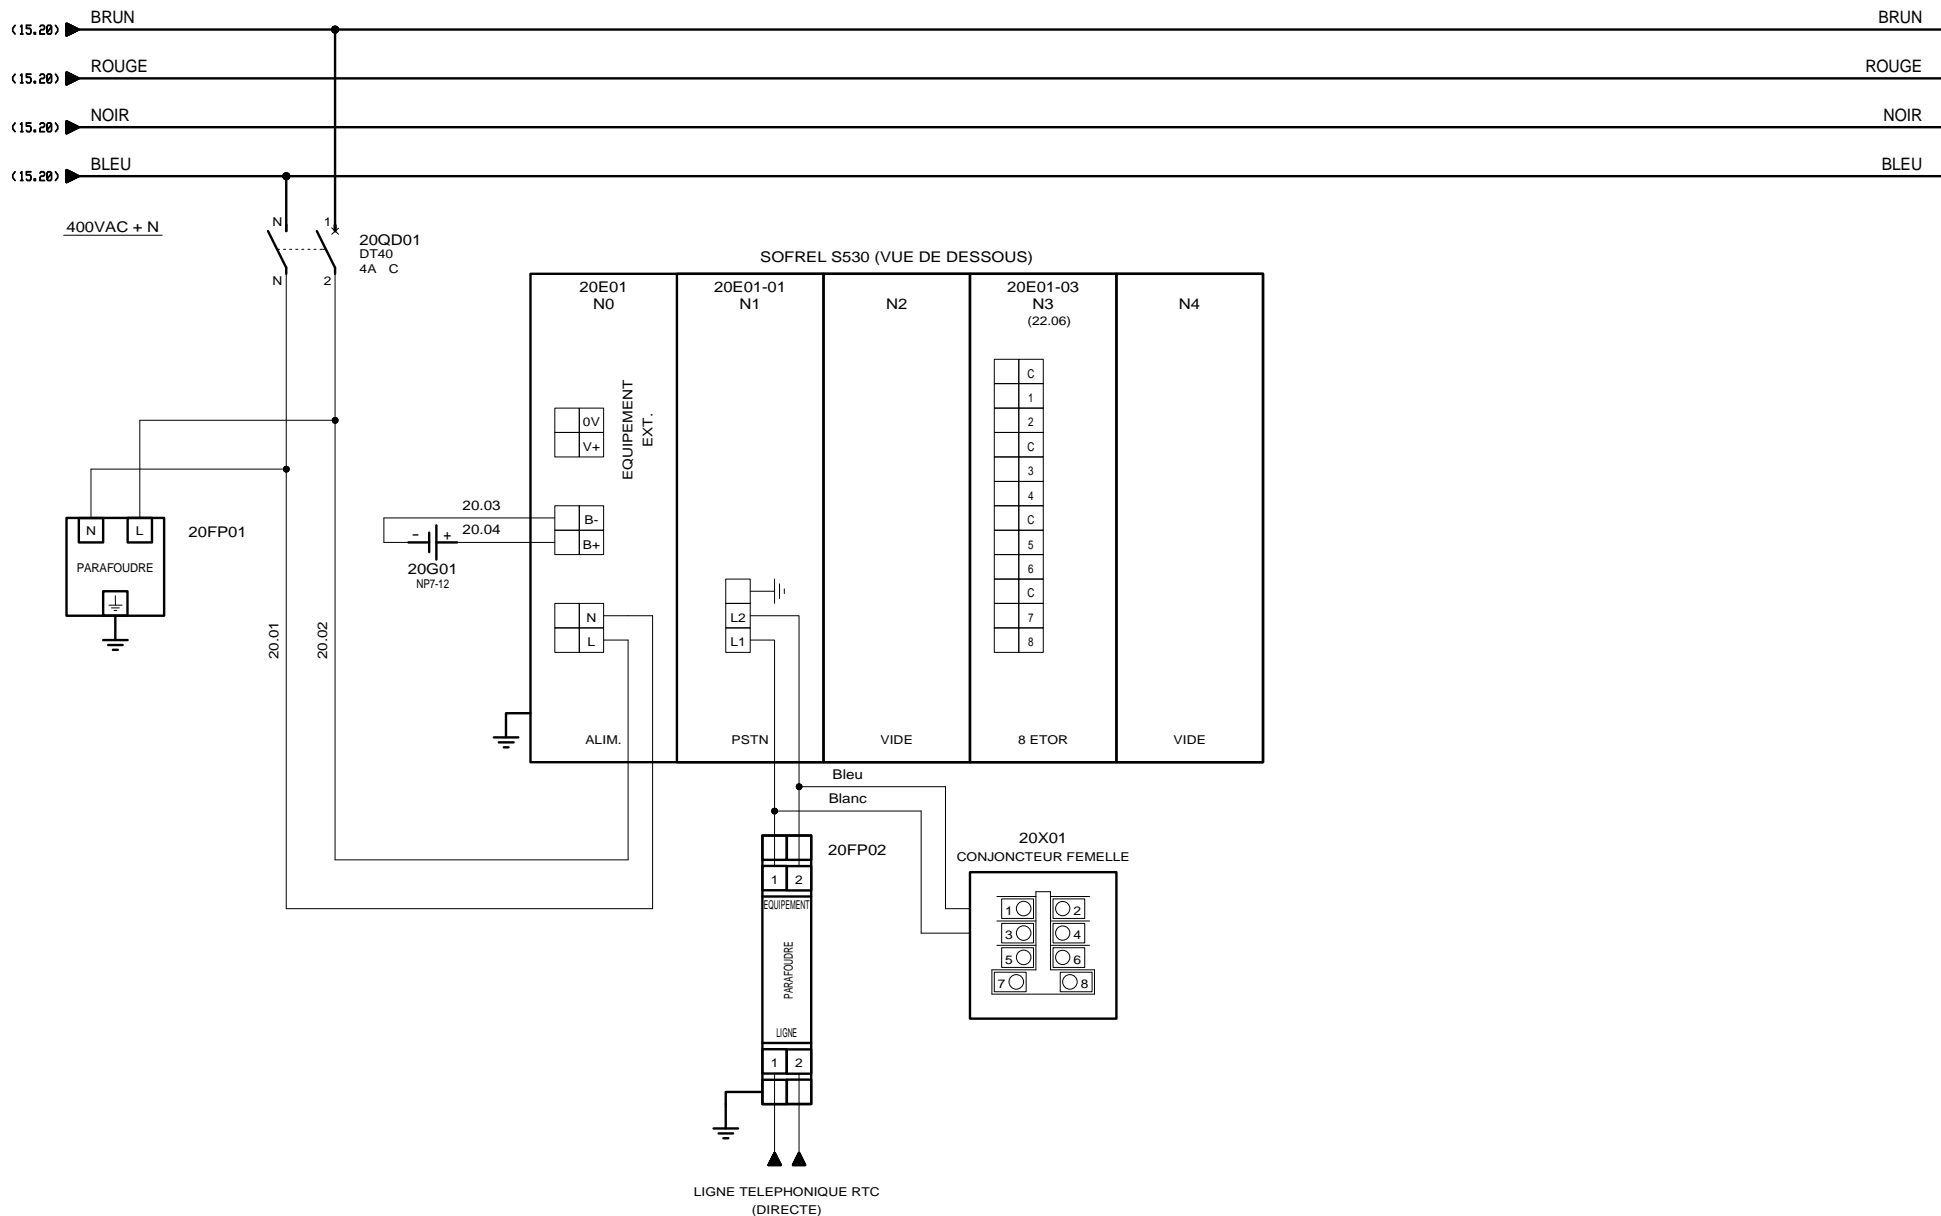 (15.20) BRUN BRUN
(15.20) ROUGE ROUGE
(15.20) NOIR NOIR
(15.20) BLEU BLEU
400VAC + N
N 1
20QD01
DT40
4A C
N 2
SOFREL S530 (VUE DE DESSOUS)
20E01
N0
20E01-01
N1
N2
20E01-03
N3
(22.06)
N4
EQUIPEMENT
EXT.
0V
V+
20.03
20.04
B-
B+
- +
20G01
NP7-12
N
L
L2
L1
C
1
2
C
3
4
C
5
6
C
7
8
N L
20FP01
PARAFOUDRE
20.01
20.02
ALIM.
PSTN
VIDE
8 ETOR
VIDE
Bleu
Blanc
20FP02
1 2
EQUIPEMENT
PARAFOUDRE
LIGNE
1 2
20X01
CONJONCTEUR FEMELLE
1 2
3 4
5 6
7 8
LIGNE TELEPHONIQUE RTC
(DIRECTE)